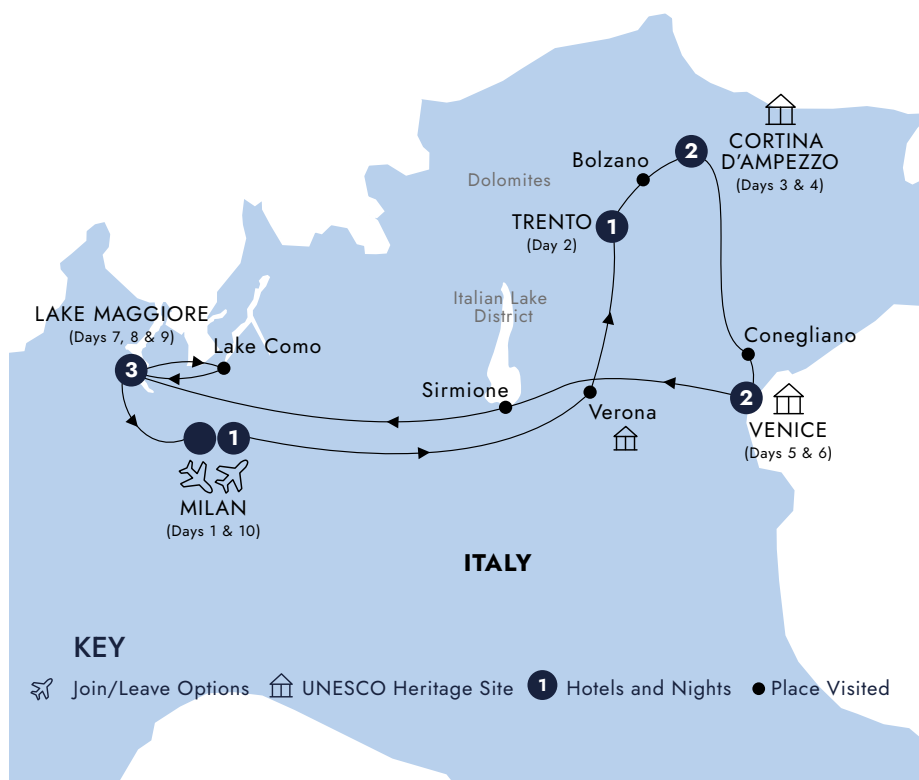 CORTINA
D'AMPEZZO
(Days 3 & 4)
2
Bolzano
Dolomites
TRENTO
(Day 2)
1
Italian Lake
District
LAKE MAGGIORE
(Days 7, 8 & 9)
3
Lake Como
Conegliano
Sirmione
Verona
2
VENICE
(Days 5 & 6)
1
MILAN
(Days 1 & 10)
ITALY
KEY
Join/Leave Options
UNESCO Heritage Site
1
Hotels and Nights
Place Visited